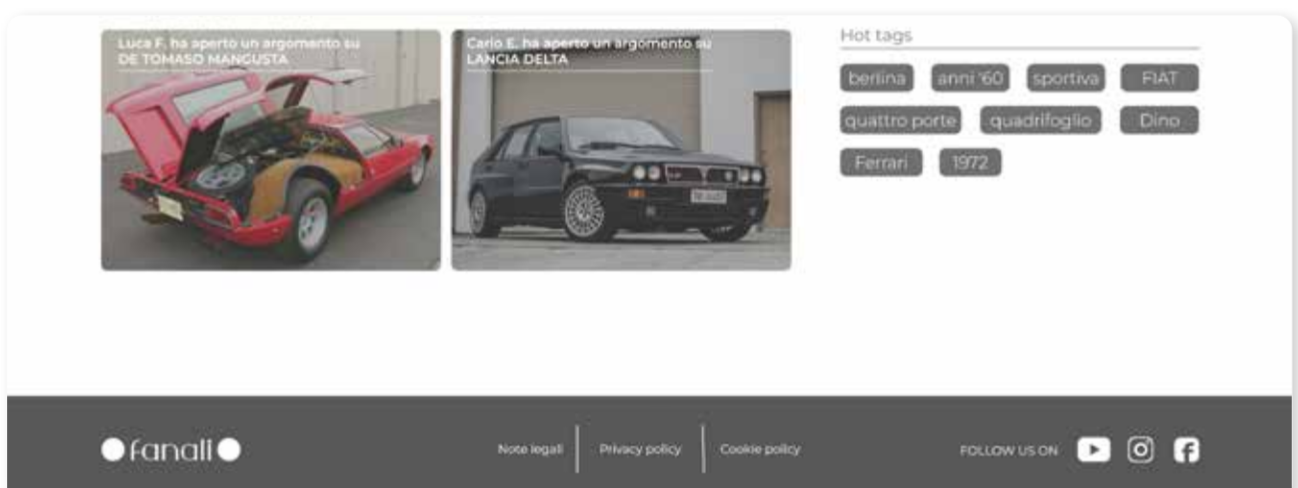 Luca F. ha aperto un argomento su
DE TOMASO MANGUSTA
Carlo E. ha aperto un argomento su
LANCIA DELTA
Hot tags
berlina
anni '60
sportiva
FIAT
quattro porte
quadrifoglio
Dino
Ferrari
1972
fanali
Note legali
Privacy policy
Cookie policy
FOLLOW US ON